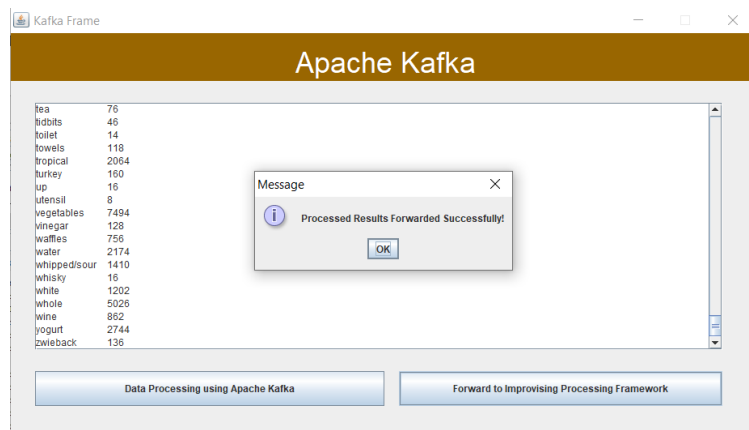 Kafka Frame
Apache Kafka
tea 76
tidbits 46
toilet 14
towels 118
tropical 2064
turkey 160
up 16
utensil 8
vegetables 7494
vinegar 128
waffles 756
water 2174
whipped/sour 1410
whisky 16
white 1202
whole 5026
wine 862
yogurt 2744
zwieback 136
Message
Processed Results Forwarded Successfully!
OK
Data Processing using Apache Kafka
Forward to Improvising Processing Framework